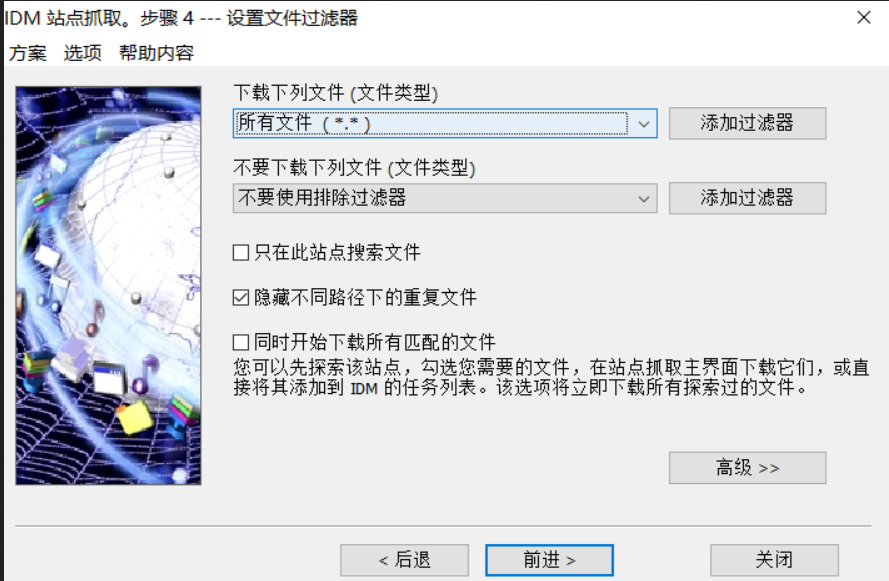 IDM 站点抓取。步骤 4 --- 设置文件过滤器
方案 选项 帮助内容
下载下列文件 (文件类型)
所有文件 ( *.* )
添加过滤器
不要下载下列文件 (文件类型)
不要使用排除过滤器
添加过滤器
只在此站点搜索文件
隐藏不同路径下的重复文件
同时开始下载所有匹配的文件
您可以先探索该站点，勾选您需要的文件，在站点抓取主界面下载它们，或直
接将其添加到 IDM 的任务列表。该选项将立即下载所有探索过的文件。
高级 >>
< 后退
前进 >
关闭